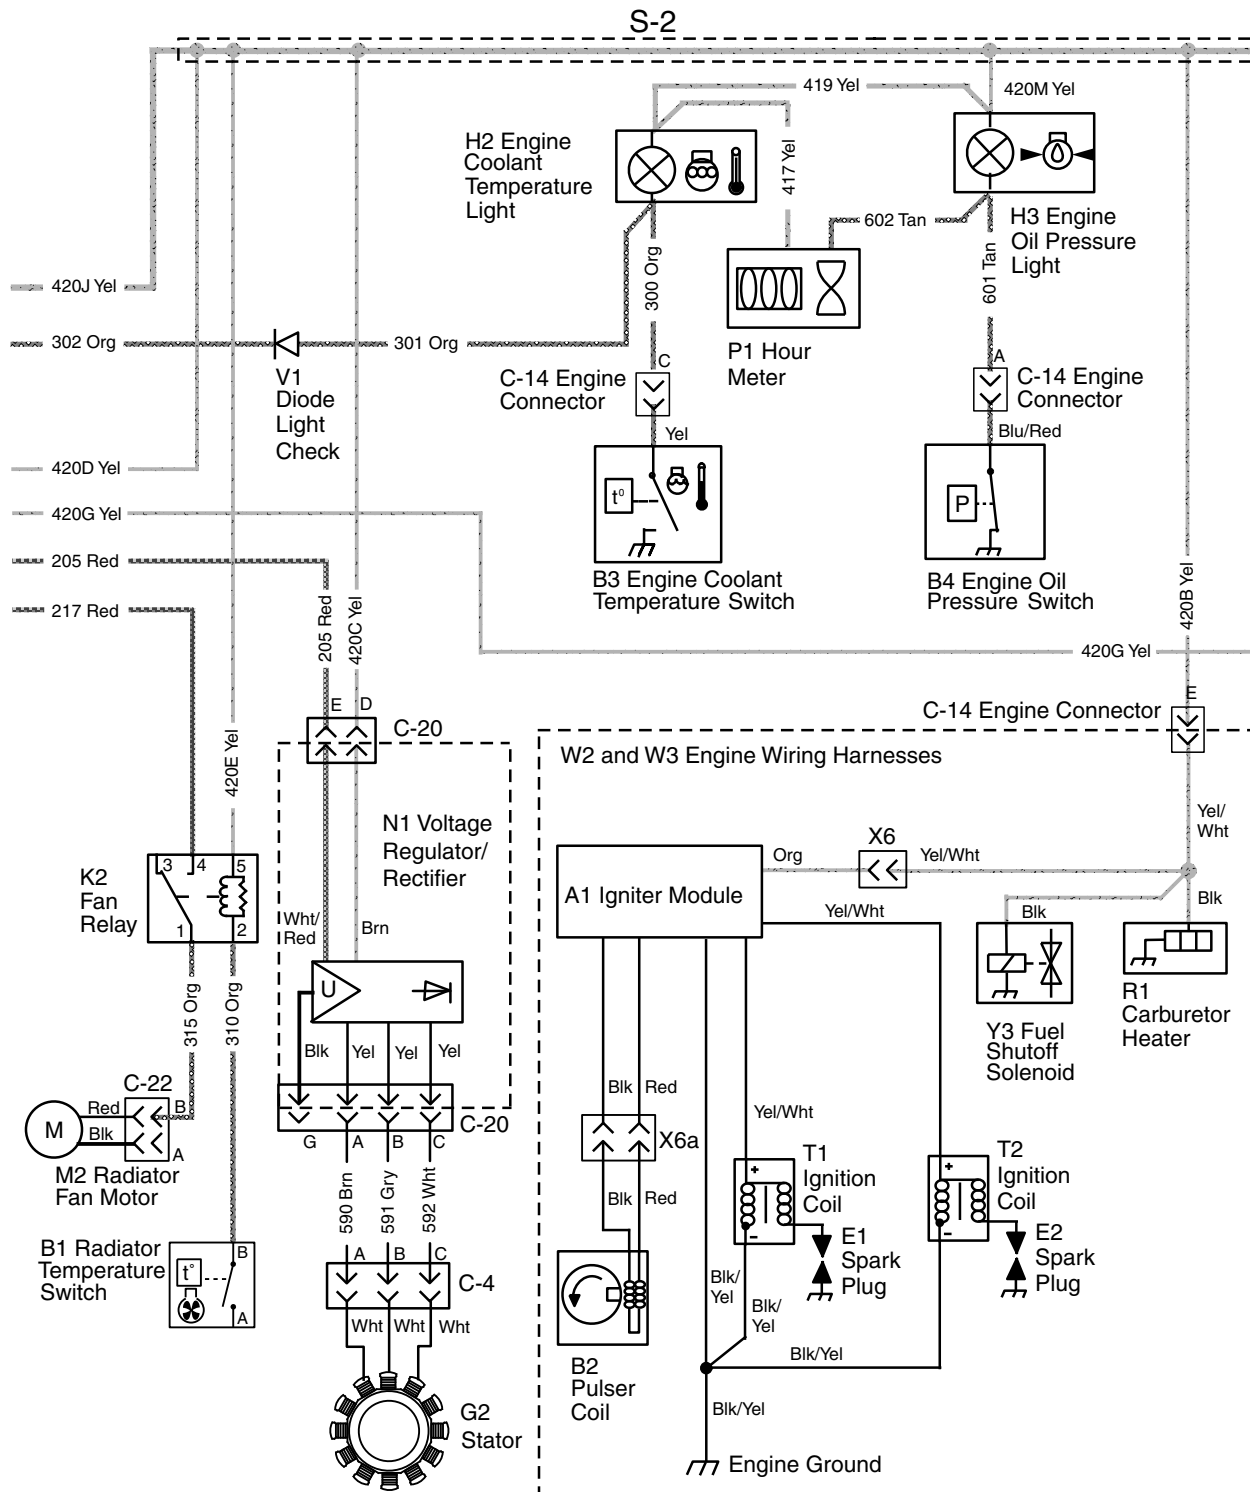 S-2
419 Yel
420M Yel
H2 Engine
Coolant
Temperature
Light
417 Yel
602 Tan
H3 Engine
Oil Pressure
Light
420J Yel
300 Org
601 Tan
302 Org
301 Org
V1
Diode
Light
Check
P1 Hour
Meter
C
A
C-14 Engine
Connector
C-14 Engine
Connector
Yel
Blu/Red
420D Yel
t°
P
420G Yel
205 Red
B3 Engine Coolant
Temperature Switch
B4 Engine Oil
Pressure Switch
420B Yel
217 Red
205 Red
420C Yel
420G Yel
E
D
E
C-20
C-14 Engine Connector
W2 and W3 Engine Wiring Harnesses
420E Yel
N1 Voltage
Regulator/
Rectifier
Yel/
Wht
X6
Org
Yel/Wht
K2
Fan
Relay
3
4
5
1
2
A1 Igniter Module
Yel/Wht
Wht/
Red
Brn
Blk
Blk
U
R1
Carburetor
Heater
Y3 Fuel
Shutoff
Solenoid
315 Org
310 Org
Blk
Yel
Yel
Yel
C-22
Red
B
Blk
A
M
M2 Radiator
Fan Motor
G
A
B
C
C-20
Blk
Red
X6a
Yel/Wht
T1
Ignition
Coil
T2
Ignition
Coil
+
-
+
-
590 Brn
591 Gry
592 Wht
Blk
Red
E1
Spark
Plug
E2
Spark
Plug
B1 Radiator
Temperature
Switch
B
t°
A
A
B
C
C-4
Wht
Wht
Wht
Blk/
Yel
Blk/
Yel
Blk/Yel
B2
Pulser
Coil
G2
Stator
Blk/Yel
Engine Ground